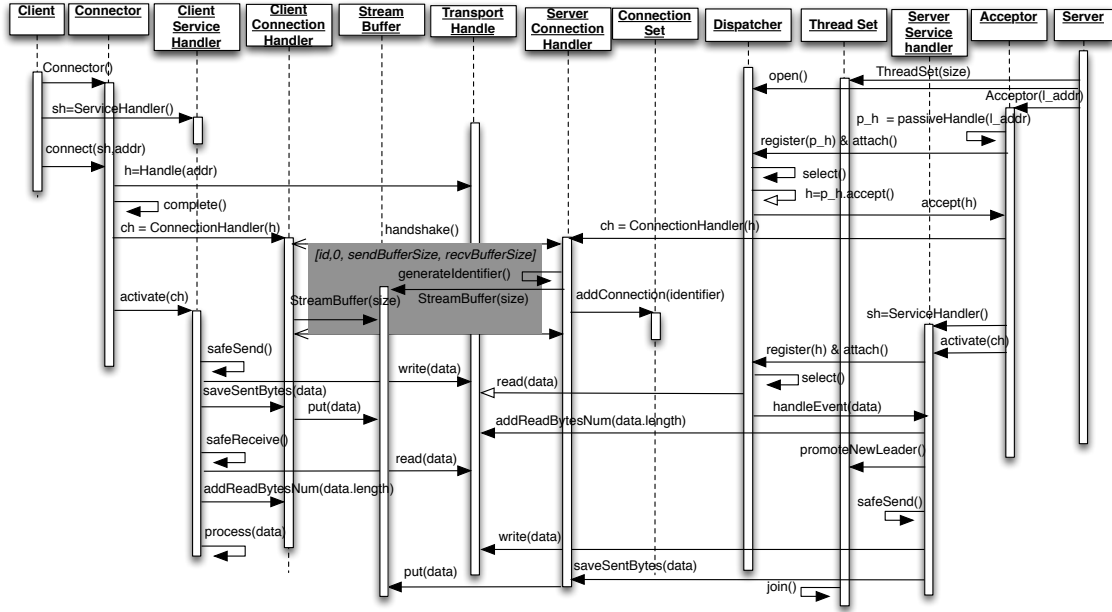 Client
Connector
Client
Service
Handler
Client
Connection
Handler
Stream
Buffer
Transport
Handle
Server
Connection
Handler
Connection
Set
Dispatcher
Thread Set
Server
Service
handler
Acceptor
Server
Connector()
open()
ThreadSet(size)
sh=ServiceHandler()
Acceptor(l_addr)
p_h = passiveHandle(l_addr)
connect(sh,addr)
register(p_h) & attach()
h=Handle(addr)
select()
h=p_h.accept()
complete()
accept(h)
ch = ConnectionHandler(h)
handshake()
ch = ConnectionHandler(h)
[id,0, sendBufferSize, recvBufferSize]
generateIdentifier()
activate(ch)
StreamBuffer(size)
StreamBuffer(size)
addConnection(identifier)
sh=ServiceHandler()
activate(ch)
safeSend()
register(h) & attach()
write(data)
read(data)
select()
saveSentBytes(data)
put(data)
handleEvent(data)
addReadBytesNum(data.length)
safeReceive()
promoteNewLeader()
read(data)
addReadBytesNum(data.length)
safeSend()
process(data)
write(data)
put(data)
saveSentBytes(data)
join()